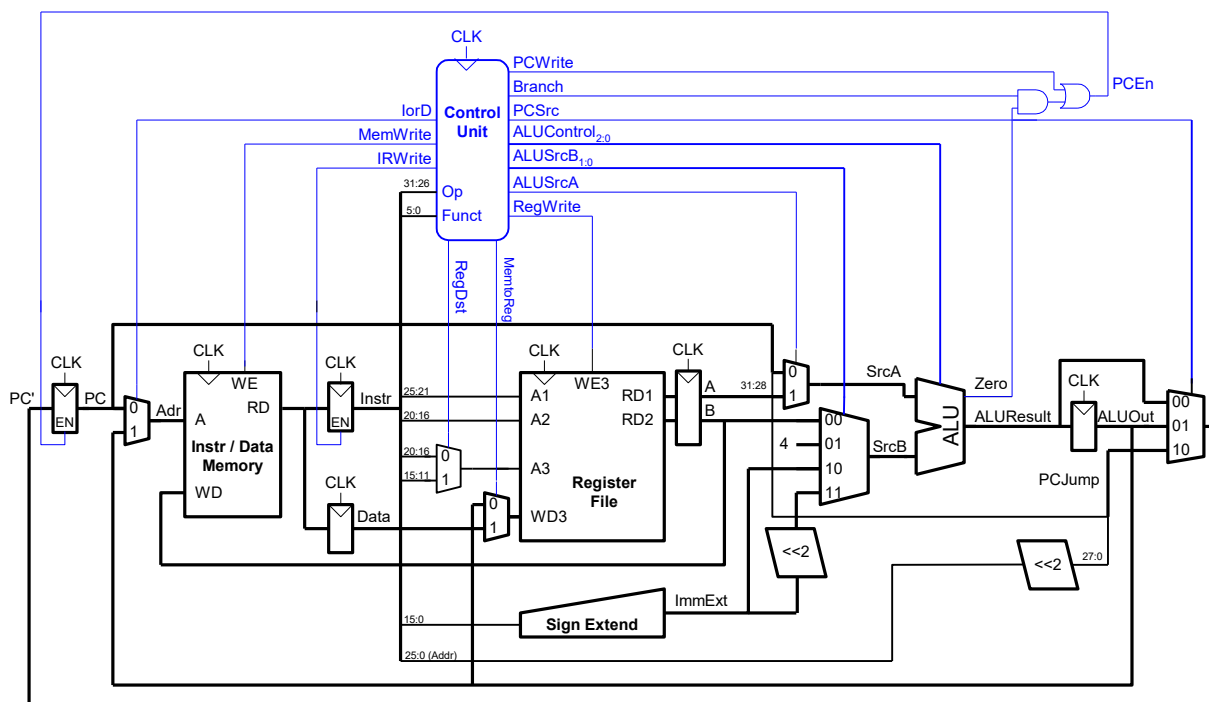 CLK
PCWrite
Branch
PCEn
IorD
Control
Unit
PCSrc
MemWrite
ALUControl2:0
IRWrite
ALUSrcB1:0
31:26
Op
ALUSrcA
5:0
Funct
RegWrite
RegDst
MemtoReg
CLK
CLK
CLK
CLK
CLK
PC'
PC
EN
0
1
Adr
WE
A
RD
Instr / Data
Memory
WD
EN
Instr
25:21
20:16
20:16
15:11
0
1
CLK
Data
0
1
WE3
A1
RD1
A2
RD2
A3
Register
File
WD3
A
B
31:28
0
1
SrcA
00
4
01
SrcB
10
11
ALU
Zero
ALUResult
CLK
ALUOut
00
01
10
PCJump
<<2
<<2
27:0
ImmExt
15:0
Sign Extend
25:0 (Addr)